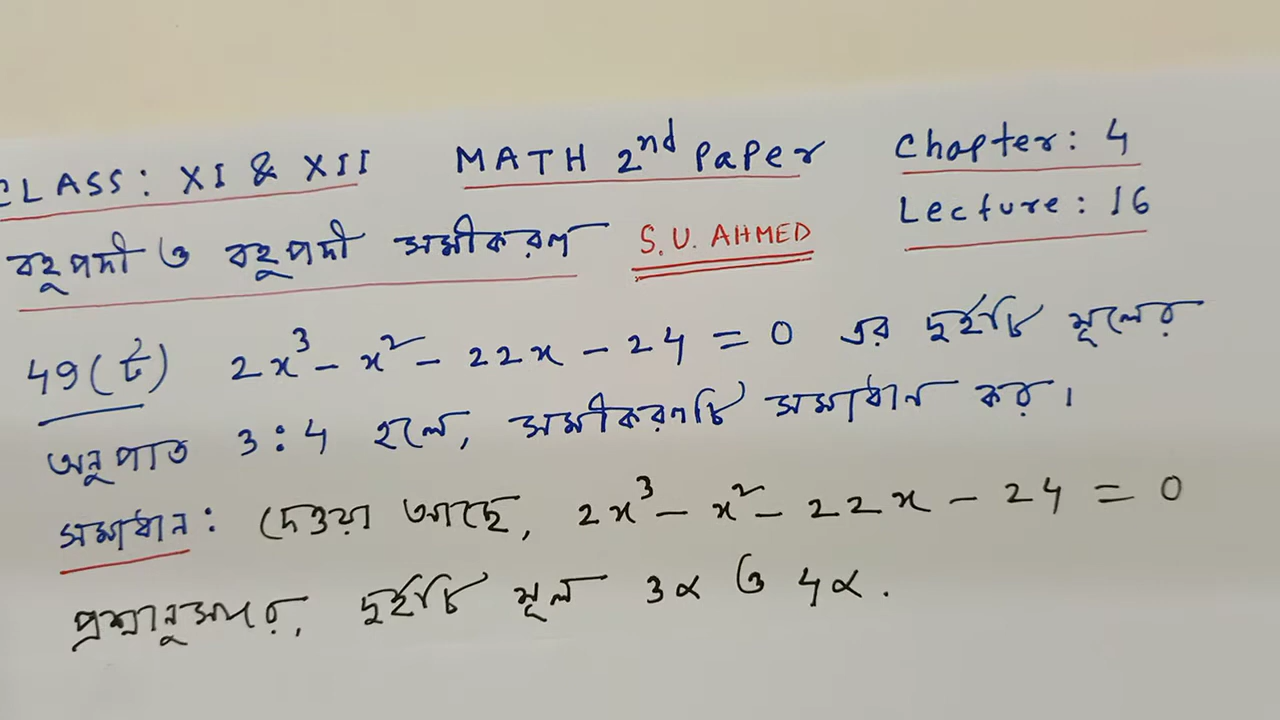 CLASS: XI & XII MATH 2nd Paper Chapter: 4
বহুপদী ও বহুপদী সমীকরণ S. U. AHMED Lecture: 16
49(ট) 2x³ - x² - 22x - 24 = 0 এর দুইটি মূলের
অনুপাত 3:4 হলে, সমীকরণটি সমাধান কর।
সমাধান: দেওয়া আছে, 2x³ - x² - 22x - 24 = 0
প্রশ্নানুসারে, দুইটি মূল 3α ও 4α.